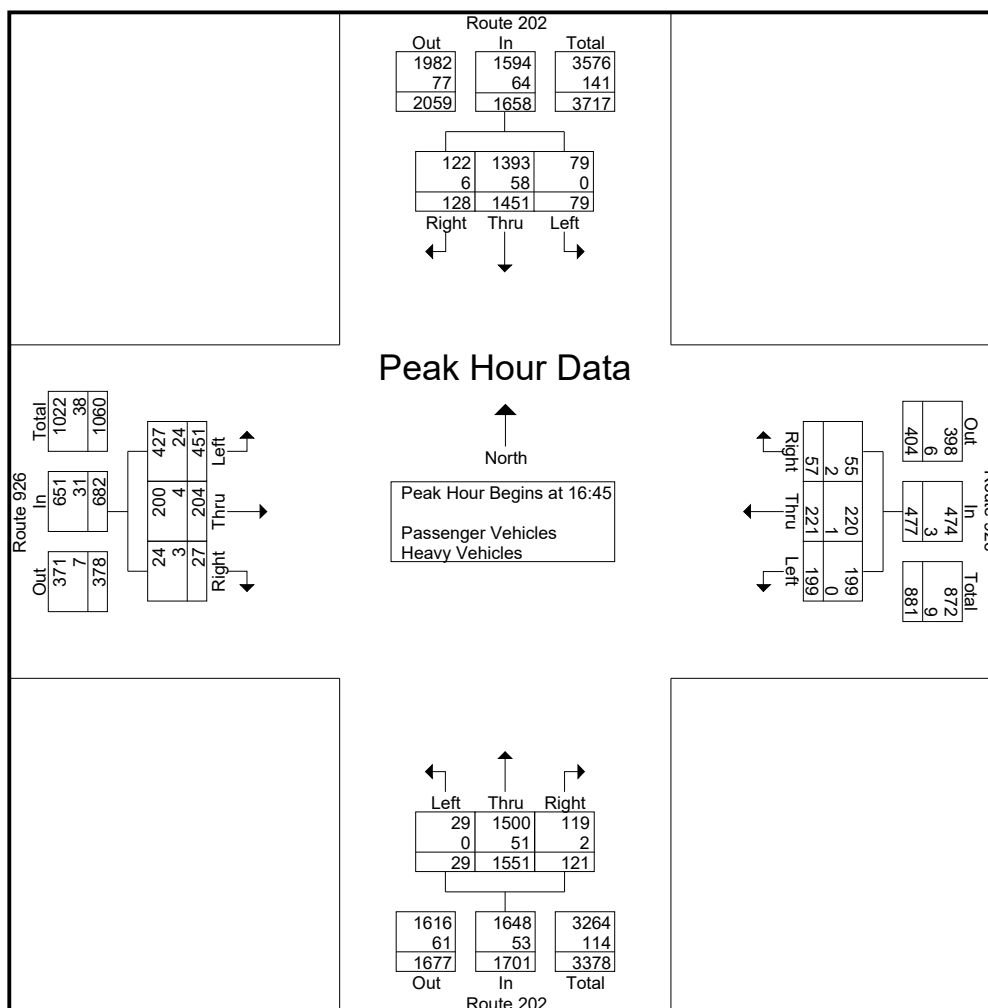 Route 202
Out In Total
1982 1594 3576
77 64 141
2059 1658 3717
122 1393 79
6 58 0
128 1451 79
Right Thru Left
Peak Hour Data
North
Peak Hour Begins at 16:45
Passenger Vehicles
Heavy Vehicles
Route 926
Out In Total
371 651 1022
7 31 38
378 682 1060
Left Thru Right
427 200 24
24 4 3
451 204 27
Out In Total
398 474 872
6 3 9
404 477 881
55 220 199
2 1 0
57 221 199
Right Thru Left
Left Thru Right
29 1500 119
0 51 2
29 1551 121
1616 1648 3264
61 53 114
1677 1701 3378
Out In Total
Route 202